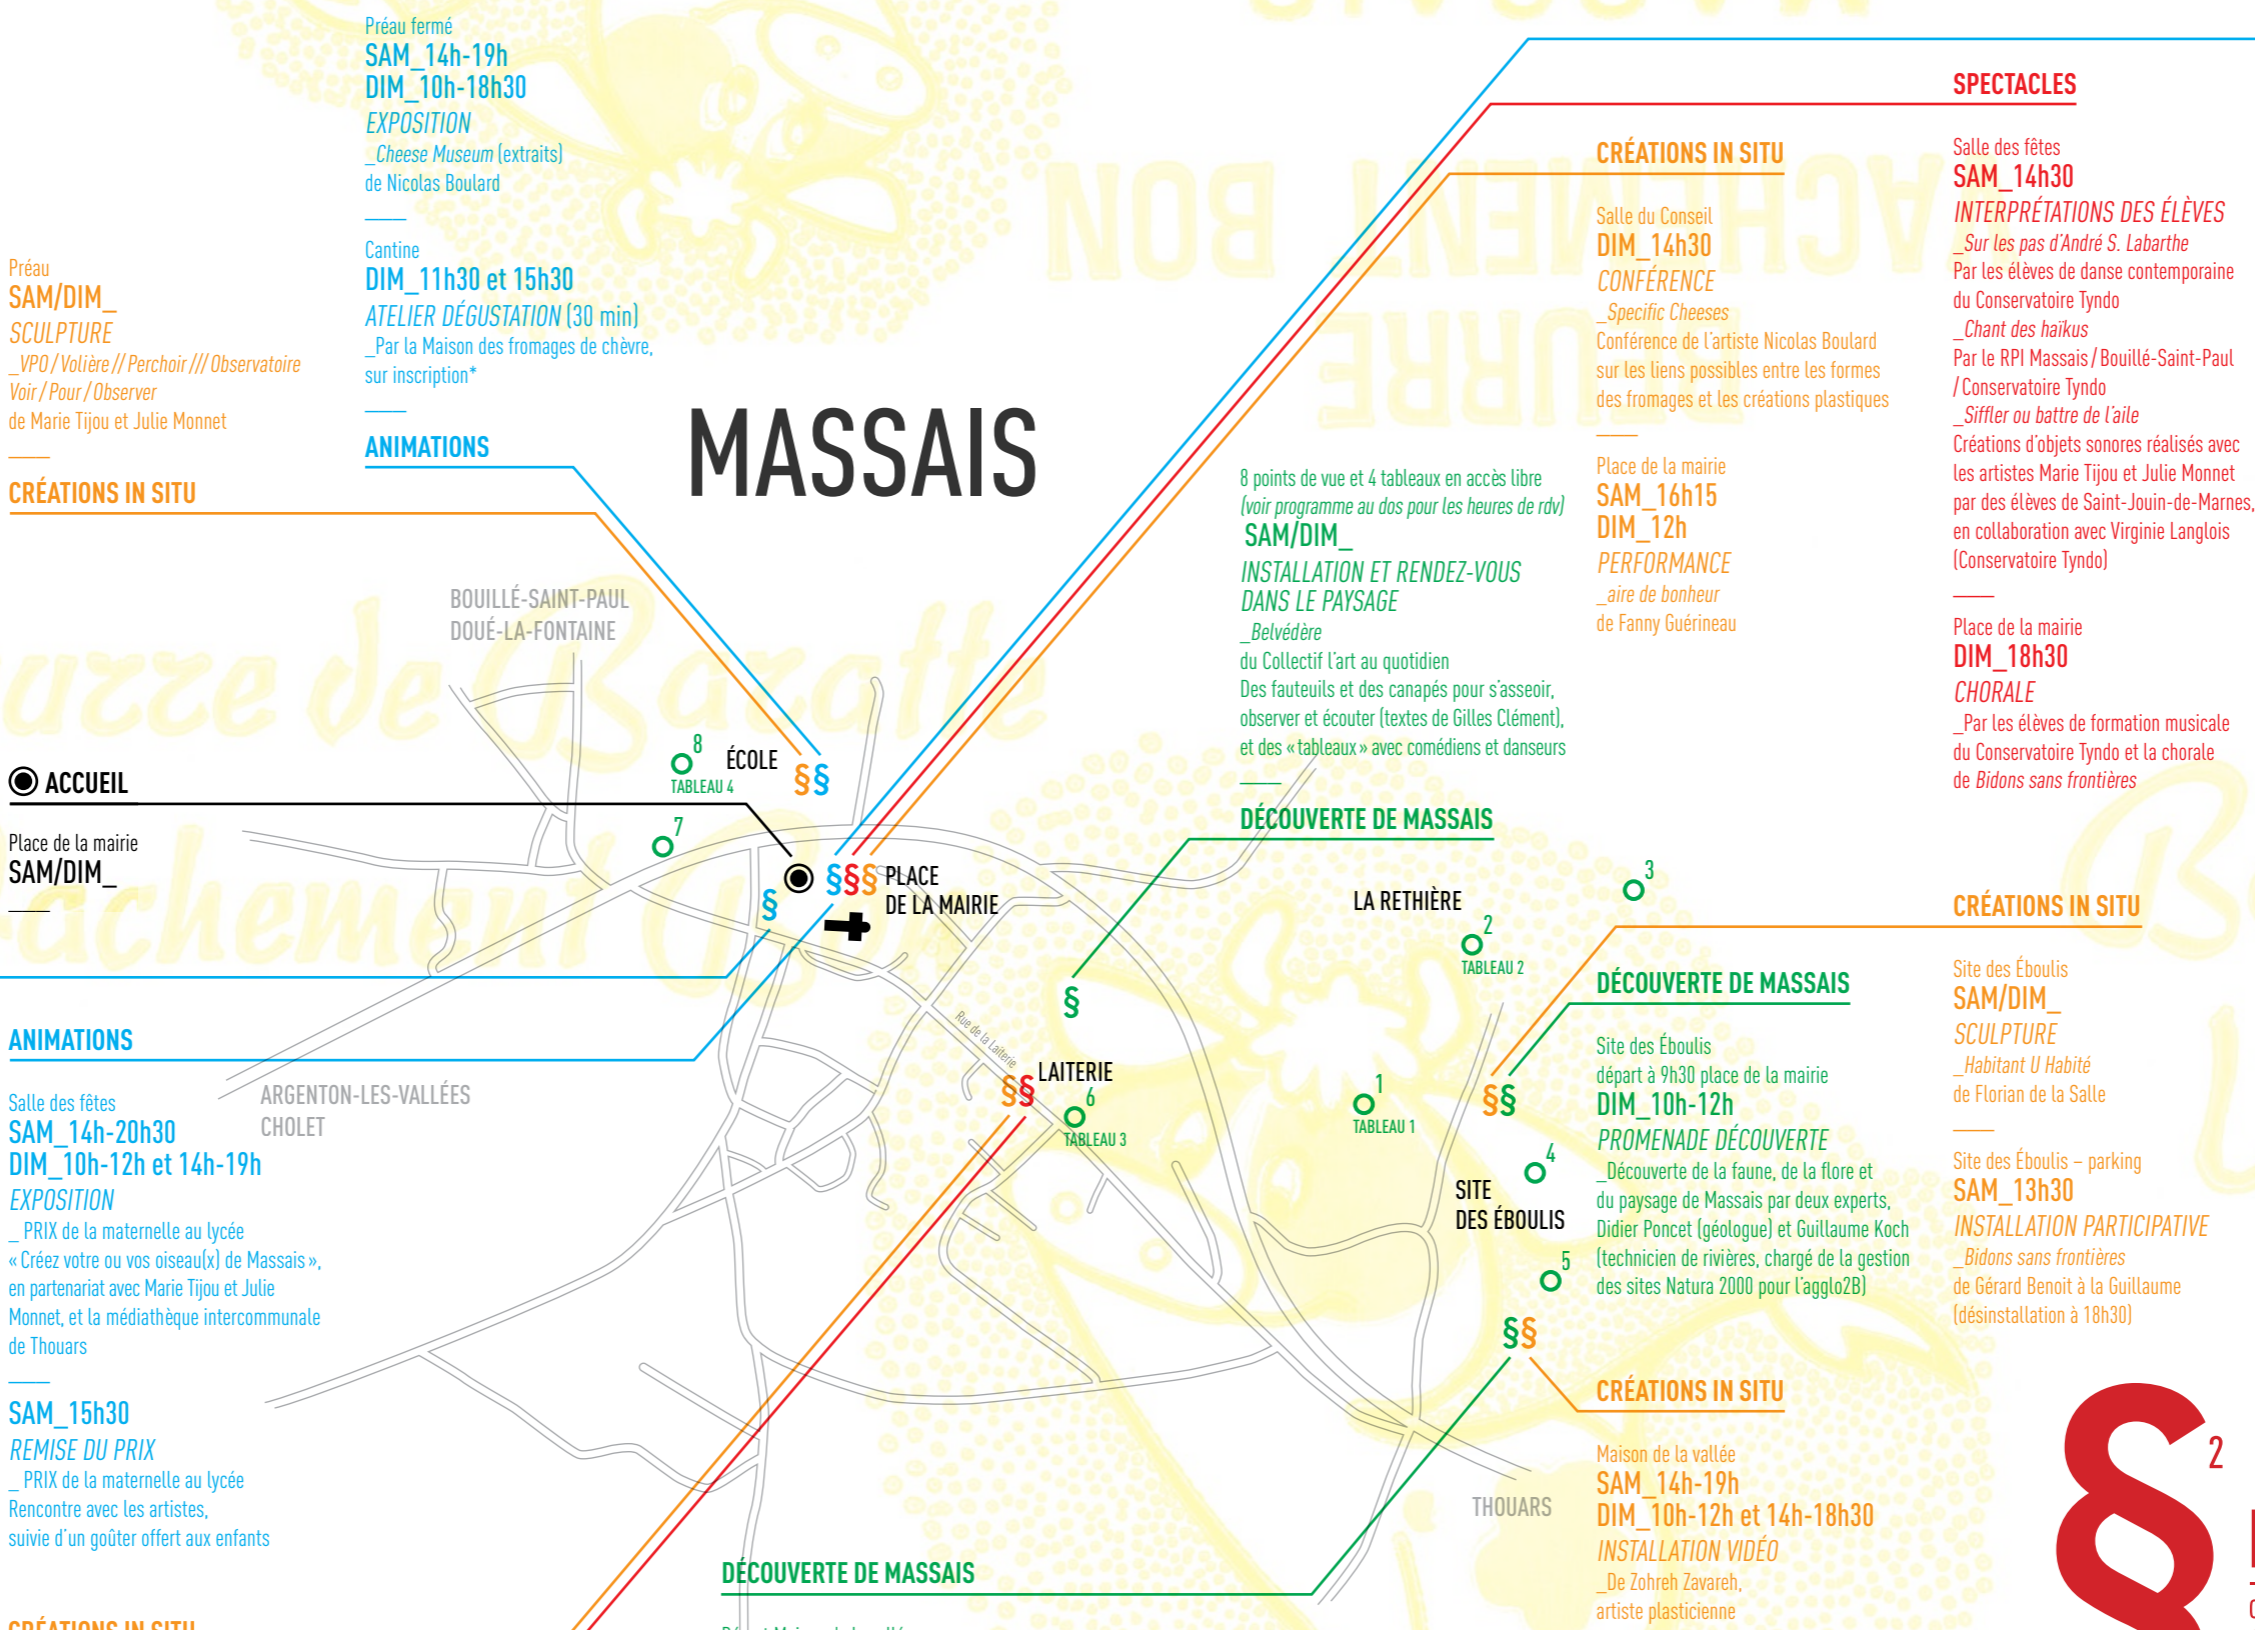 Préau fermé
SAM_14h-19h
DIM_10h-18h30
EXPOSITION
_Cheese Museum (extraits)
de Nicolas Boulard
Cantine
DIM_11h30 et 15h30
ATELIER DÉGUSTATION (30 min)
_Par la Maison des fromages de chèvre,
sur inscription*
ANIMATIONS
Préau
SAM/DIM_
SCULPTURE
_VPO / Volière // Perchoir /// Observatoire
Voir / Pour / Observer
de Marie Tijou et Julie Monnet
CRÉATIONS IN SITU
MASSAIS
BON
BEURRE
SPECTACLES
Salle des fêtes
SAM_14h30
INTERPRÉTATIONS DES ÉLÈVES
_Sur les pas d'André S. Labarthe
Par les élèves de danse contemporaine
du Conservatoire Tyndo
_Chant des haïkus
Par le RPI Massais / Bouillé-Saint-Paul
/ Conservatoire Tyndo
_Siffler ou battre de l'aile
Créations d'objets sonores réalisés avec
les artistes Marie Tijou et Julie Monnet
par des élèves de Saint-Jouin-de-Marnes,
en collaboration avec Virginie Langlois
(Conservatoire Tyndo)
Place de la mairie
DIM_18h30
CHORALE
_Par les élèves de formation musicale
du Conservatoire Tyndo et la chorale
de Bidons sans frontières
CRÉATIONS IN SITU
Salle du Conseil
DIM_14h30
CONFÉRENCE
_Specific Cheeses
Conférence de l'artiste Nicolas Boulard
sur les liens possibles entre les formes
des fromages et les créations plastiques
Place de la mairie
SAM_16h15
DIM_12h
PERFORMANCE
_aire de bonheur
de Fanny Guérineau
8 points de vue et 4 tableaux en accès libre
(voir programme au dos pour les heures de rdv)
SAM/DIM_
INSTALLATION ET RENDEZ-VOUS
DANS LE PAYSAGE
_Belvédère
du Collectif l'art au quotidien
Des fauteuils et des canapés pour s'asseoir,
observer et écouter (textes de Gilles Clément),
et des « tableaux » avec comédiens et danseurs
DÉCOUVERTE DE MASSAIS
BOUILLÉ-SAINT-PAUL
DOUÉ-LA-FONTAINE
de Baratte
8
TABLEAU 4
ÉCOLE
§§
7
ACCUEIL
Place de la mairie
SAM/DIM_
§
§§§
PLACE
DE LA MAIRIE
LA RETHIÈRE
2
TABLEAU 2
3
§
Rue de la Laiterie
LAITERIE
§§
6
TABLEAU 3
1
TABLEAU 1
§§
4
SITE
DES ÉBOULIS
5
§§
ARGENTON-LES-VALLÉES
CHOLET
THOUARS
ANIMATIONS
Salle des fêtes
SAM_14h-20h30
DIM_10h-12h et 14h-19h
EXPOSITION
_ PRIX de la maternelle au lycée
« Créez votre ou vos oiseau(x) de Massais »,
en partenariat avec Marie Tijou et Julie
Monnet, et la médiathèque intercommunale
de Thouars
SAM_15h30
REMISE DU PRIX
_ PRIX de la maternelle au lycée
Rencontre avec les artistes,
suivie d'un goûter offert aux enfants
CRÉATIONS IN SITU
DÉCOUVERTE DE MASSAIS
DÉCOUVERTE DE MASSAIS
Site des Éboulis
départ à 9h30 place de la mairie
DIM_10h-12h
PROMENADE DÉCOUVERTE
_Découverte de la faune, de la flore et
du paysage de Massais par deux experts,
Didier Poncet (géologue) et Guillaume Koch
(technicien de rivières, chargé de la gestion
des sites Natura 2000 pour l'agglo2B)
CRÉATIONS IN SITU
Maison de la vallée
SAM_14h-19h
DIM_10h-12h et 14h-18h30
INSTALLATION VIDÉO
_De Zohreh Zavareh,
artiste plasticienne
CRÉATIONS IN SITU
Site des Éboulis
SAM/DIM_
SCULPTURE
_Habitant U Habité
de Florian de la Salle
Site des Éboulis – parking
SAM_13h30
INSTALLATION PARTICIPATIVE
_Bidons sans frontières
de Gérard Benoit à la Guillaume
(désinstallation à 18h30)
§ 2